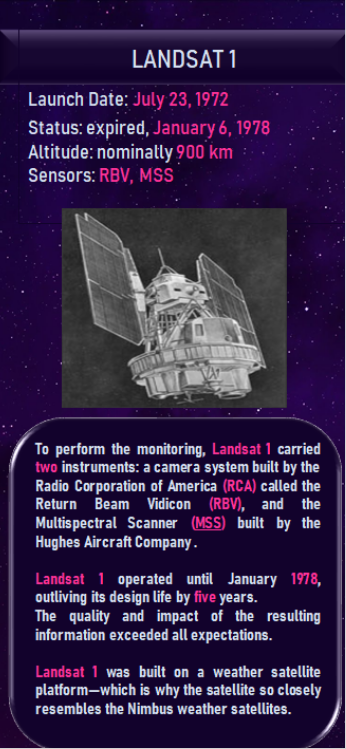 LANDSAT 1
Launch Date: July 23, 1972
Status: expired, January 6, 1978
Altitude: nominally 900 km
Sensors: RBV, MSS
To perform the monitoring, Landsat 1 carried
two instruments: a camera system built by the
Radio Corporation of America (RCA) called the
Return Beam Vidicon (RBV), and the
Multispectral Scanner (MSS) built by the
Hughes Aircraft Company .
Landsat 1 operated until January 1978,
outliving its design life by five years.
The quality and impact of the resulting
information exceeded all expectations.
Landsat 1 was built on a weather satellite
platform—which is why the satellite so closely
resembles the Nimbus weather satellites.